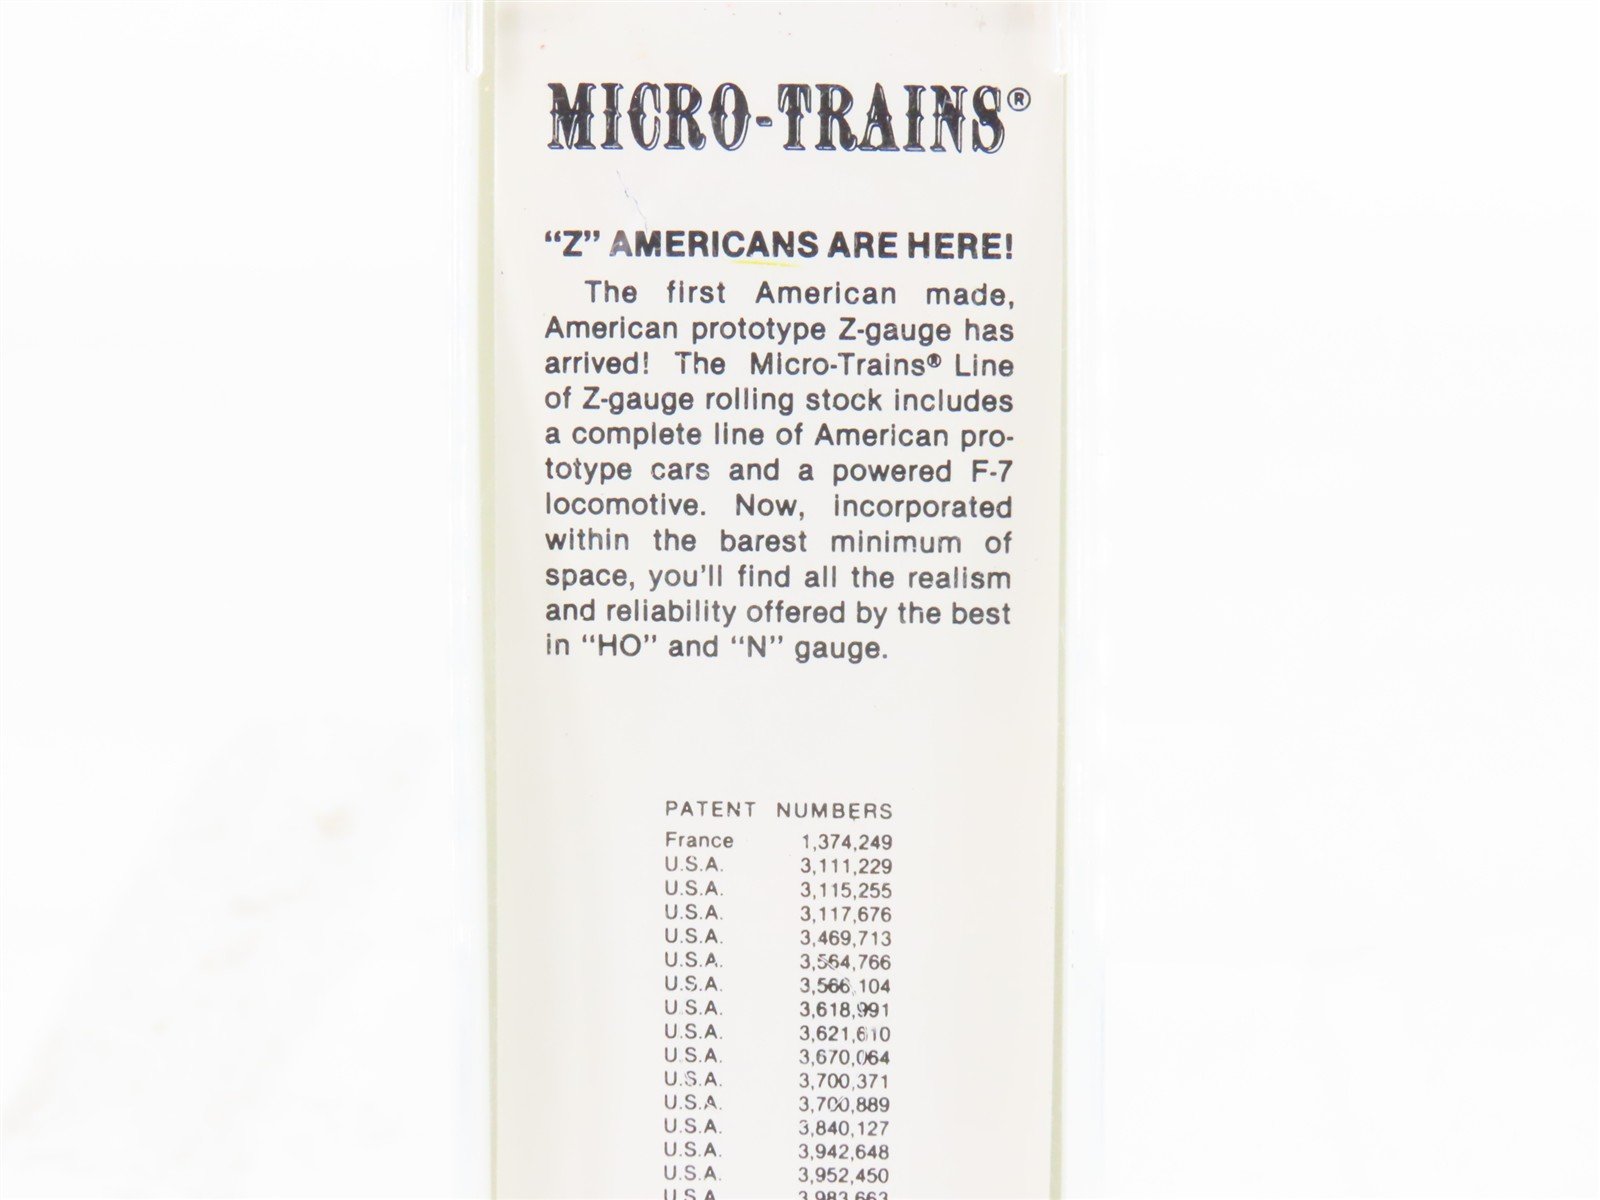 MICRO-TRAINS®
“Z” AMERICANS ARE HERE!
The first American made,
American prototype Z-gauge has
arrived! The Micro-Trains® Line
of Z-gauge rolling stock includes
a complete line of American pro-
totype cars and a powered F-7
locomotive. Now, incorporated
within the barest minimum of
space, you'll find all the realism
and reliability offered by the best
in “HO” and “N” gauge.
PATENT NUMBERS
France 1,374,249
U.S.A. 3,111,229
U.S.A. 3,115,255
U.S.A. 3,117,676
U.S.A. 3,469,713
U.S.A. 3,564,766
U.S.A. 3,566,104
U.S.A. 3,618,991
U.S.A. 3,621,610
U.S.A. 3,670,064
U.S.A. 3,700,371
U.S.A. 3,700,889
U.S.A. 3,840,127
U.S.A. 3,942,648
U.S.A. 3,952,450
U.S.A. 3,983,663